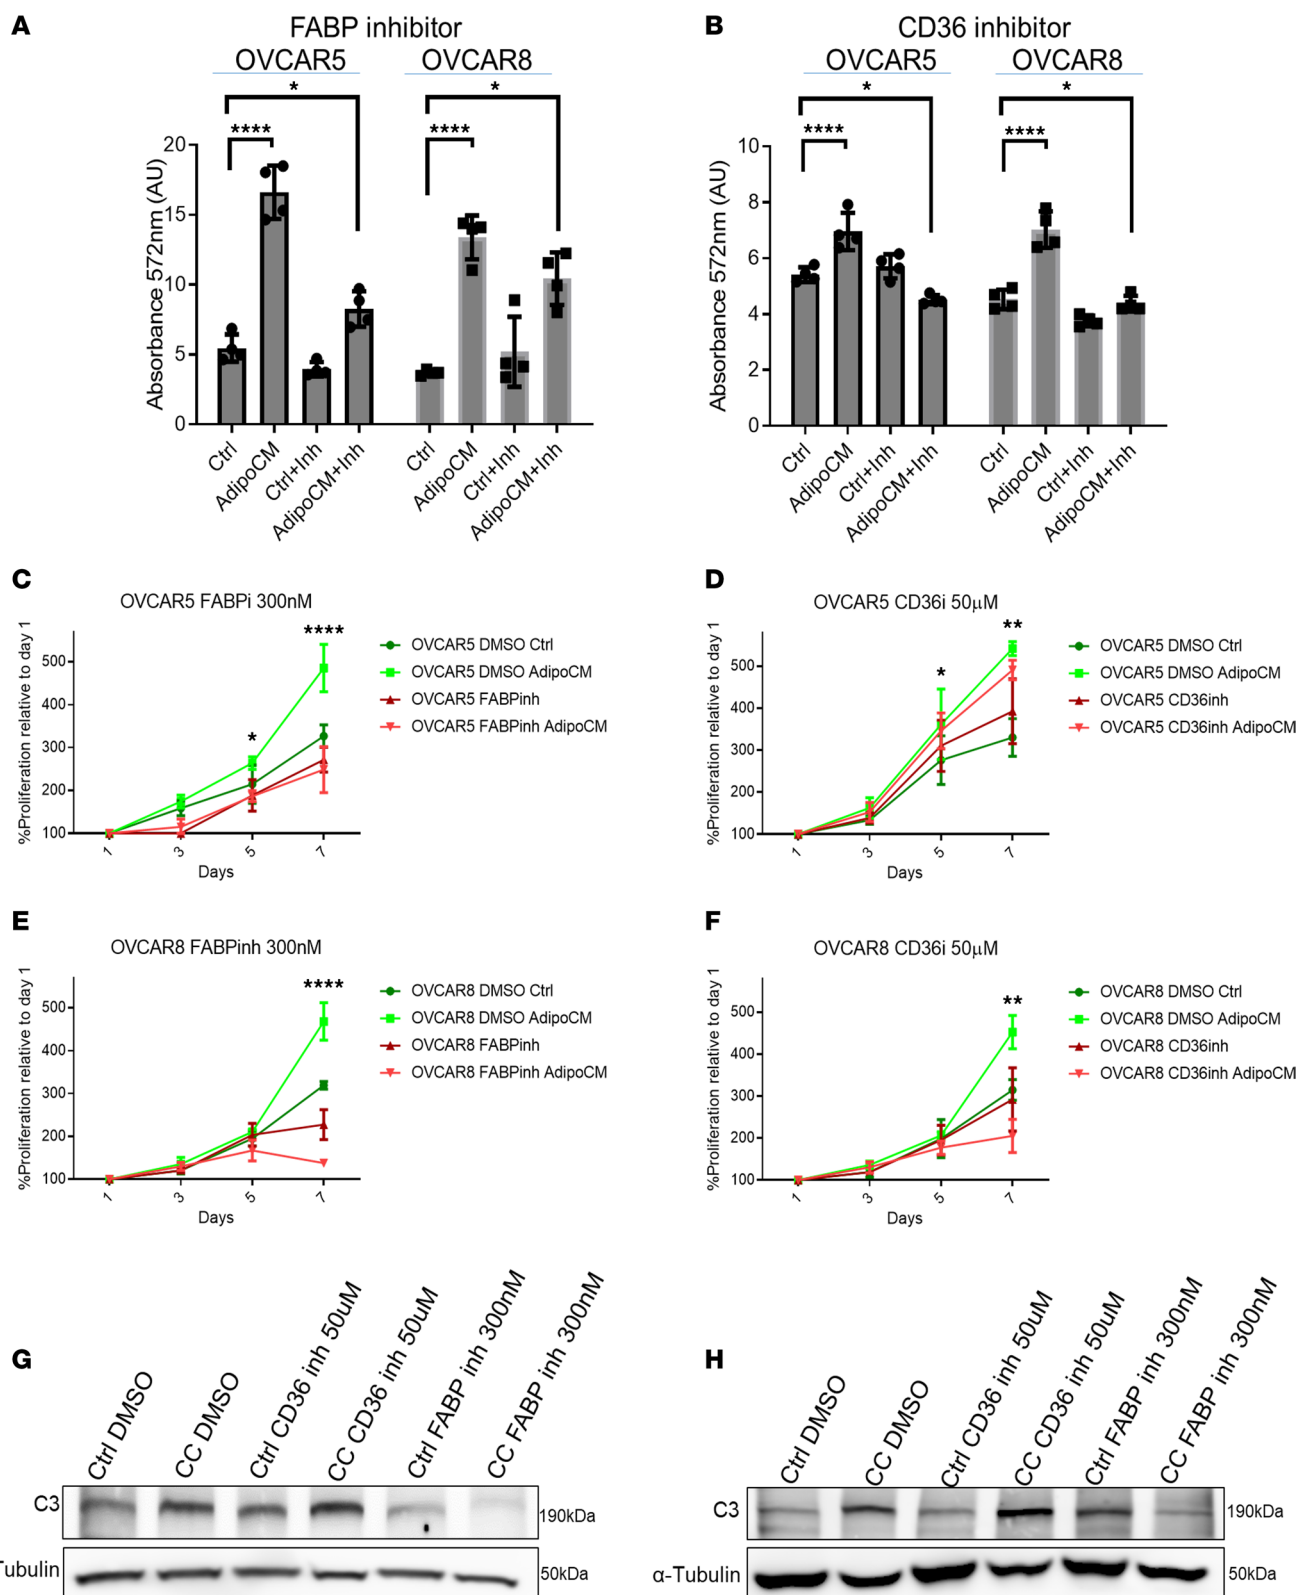 A
FABP inhibitor
OVCAR5
OVCAR8
*
*
****
****
Absorbance 572nm (AU)
20
15
10
5
0
Ctrl
AdipoCM
Ctrl+Inh
AdipoCM+Inh
Ctrl
AdipoCM
Ctrl+Inh
AdipoCM+Inh
B
CD36 inhibitor
OVCAR5
OVCAR8
*
*
****
****
Absorbance 572nm (AU)
10
8
6
4
2
0
Ctrl
AdipoCM
Ctrl+Inh
AdipoCM+Inh
Ctrl
AdipoCM
Ctrl+Inh
AdipoCM+Inh
C
OVCAR5 FABPi 300nM
%Proliferation relative to day 1
500
400
300
200
100
*
****
1
3
5
7
Days
OVCAR5 DMSO Ctrl
OVCAR5 DMSO AdipoCM
OVCAR5 FABPinh
OVCAR5 FABPinh AdipoCM
D
OVCAR5 CD36i 50μM
%Proliferation relative to day 1
500
400
300
200
100
*
**
1
3
5
7
Days
OVCAR5 DMSO Ctrl
OVCAR5 DMSO AdipoCM
OVCAR5 CD36inh
OVCAR5 CD36inh AdipoCM
E
OVCAR8 FABPinh 300nM
%Proliferation relative to day 1
500
400
300
200
100
****
1
3
5
7
Days
OVCAR8 DMSO Ctrl
OVCAR8 DMSO AdipoCM
OVCAR8 FABPinh
OVCAR8 FABPinh AdipoCM
F
OVCAR8 CD36i 50μM
%Proliferation relative to day 1
500
400
300
200
100
**
1
3
5
7
Days
OVCAR8 DMSO Ctrl
OVCAR8 DMSO AdipoCM
OVCAR8 CD36inh
OVCAR8 CD36inh AdipoCM
G
Ctrl DMSO
CC DMSO
Ctrl CD36 inh 50uM
CC CD36 inh 50uM
Ctrl FABP inh 300nM
CC FABP inh 300nM
C3
190kDa
Tubulin
50kDa
H
Ctrl DMSO
CC DMSO
Ctrl CD36 inh 50uM
CC CD36 inh 50uM
Ctrl FABP inh 300nM
CC FABP inh 300nM
C3
190kDa
α-Tubulin
50kDa